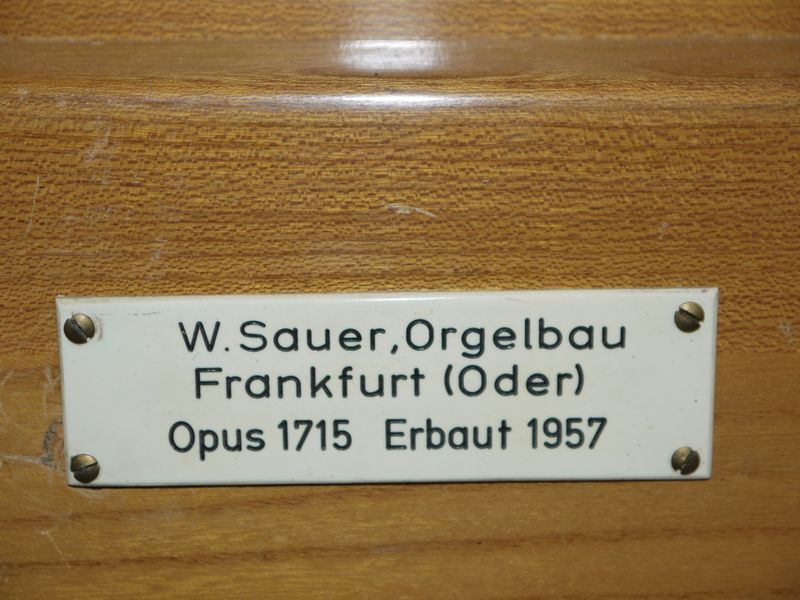 W. Sauer, Orgelbau
Frankfurt (Oder)
Opus 1715 Erbaut 1957